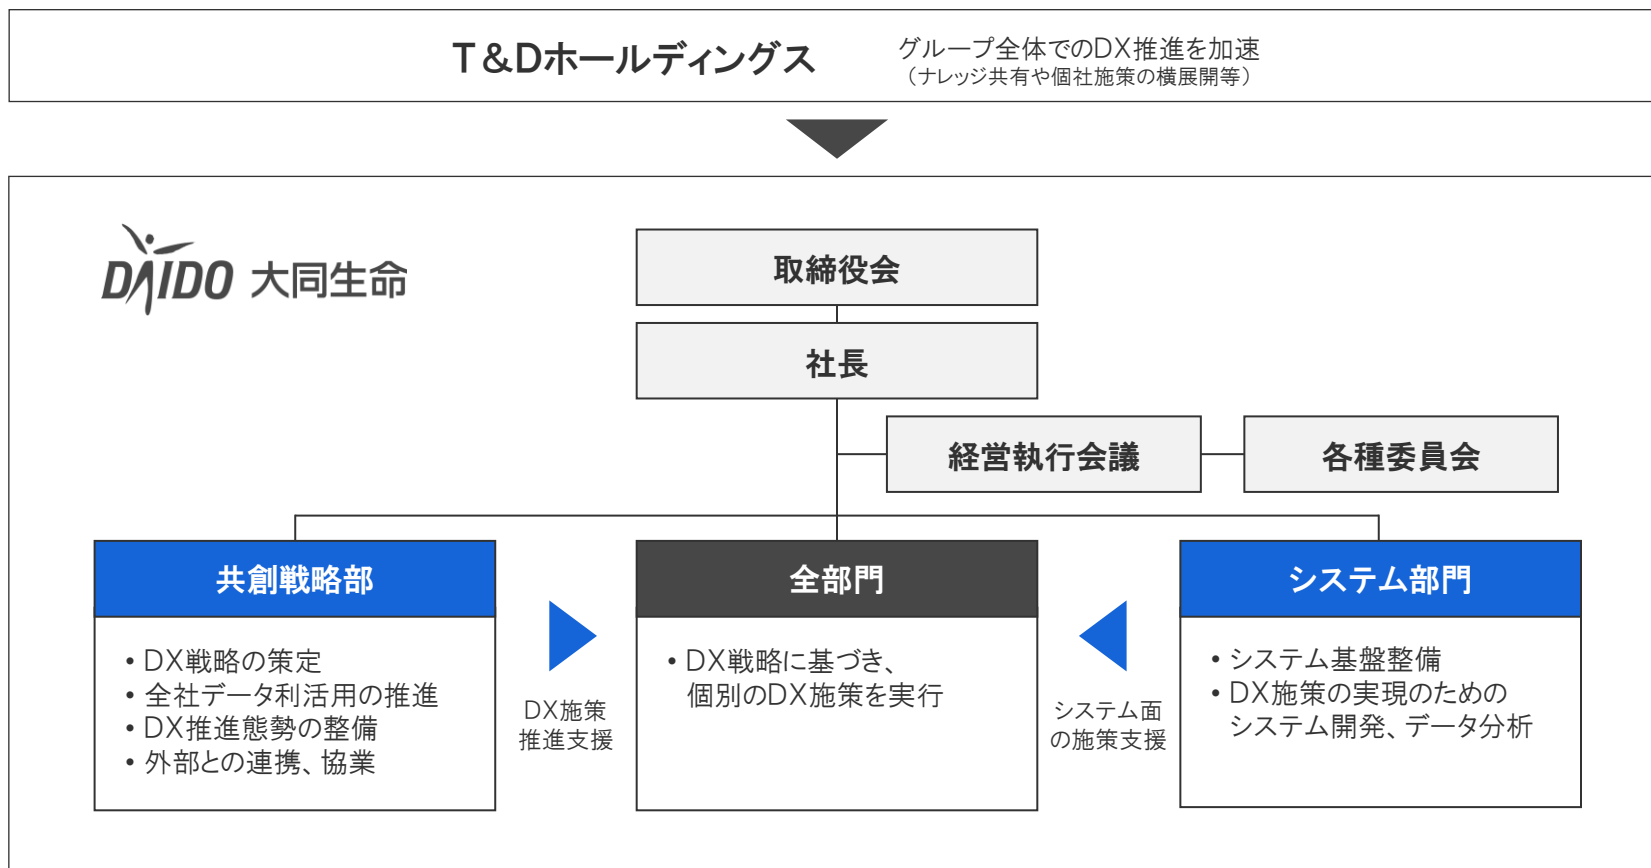 T&Dホールディングス
グループ全体でのDX推進を加速
（ナレッジ共有や個社施策の横展開等）
DAIDO 大同生命
取締役会
社長
経営執行会議
各種委員会
共創戦略部
• DX戦略の策定
• 全社データ利活用の推進
• DX推進態勢の整備
• 外部との連携、協業
DX施策
推進支援
全部門
• DX戦略に基づき、
個別のDX施策を実行
システム面
の施策支援
システム部門
• システム基盤整備
• DX施策の実現のための
システム開発、データ分析